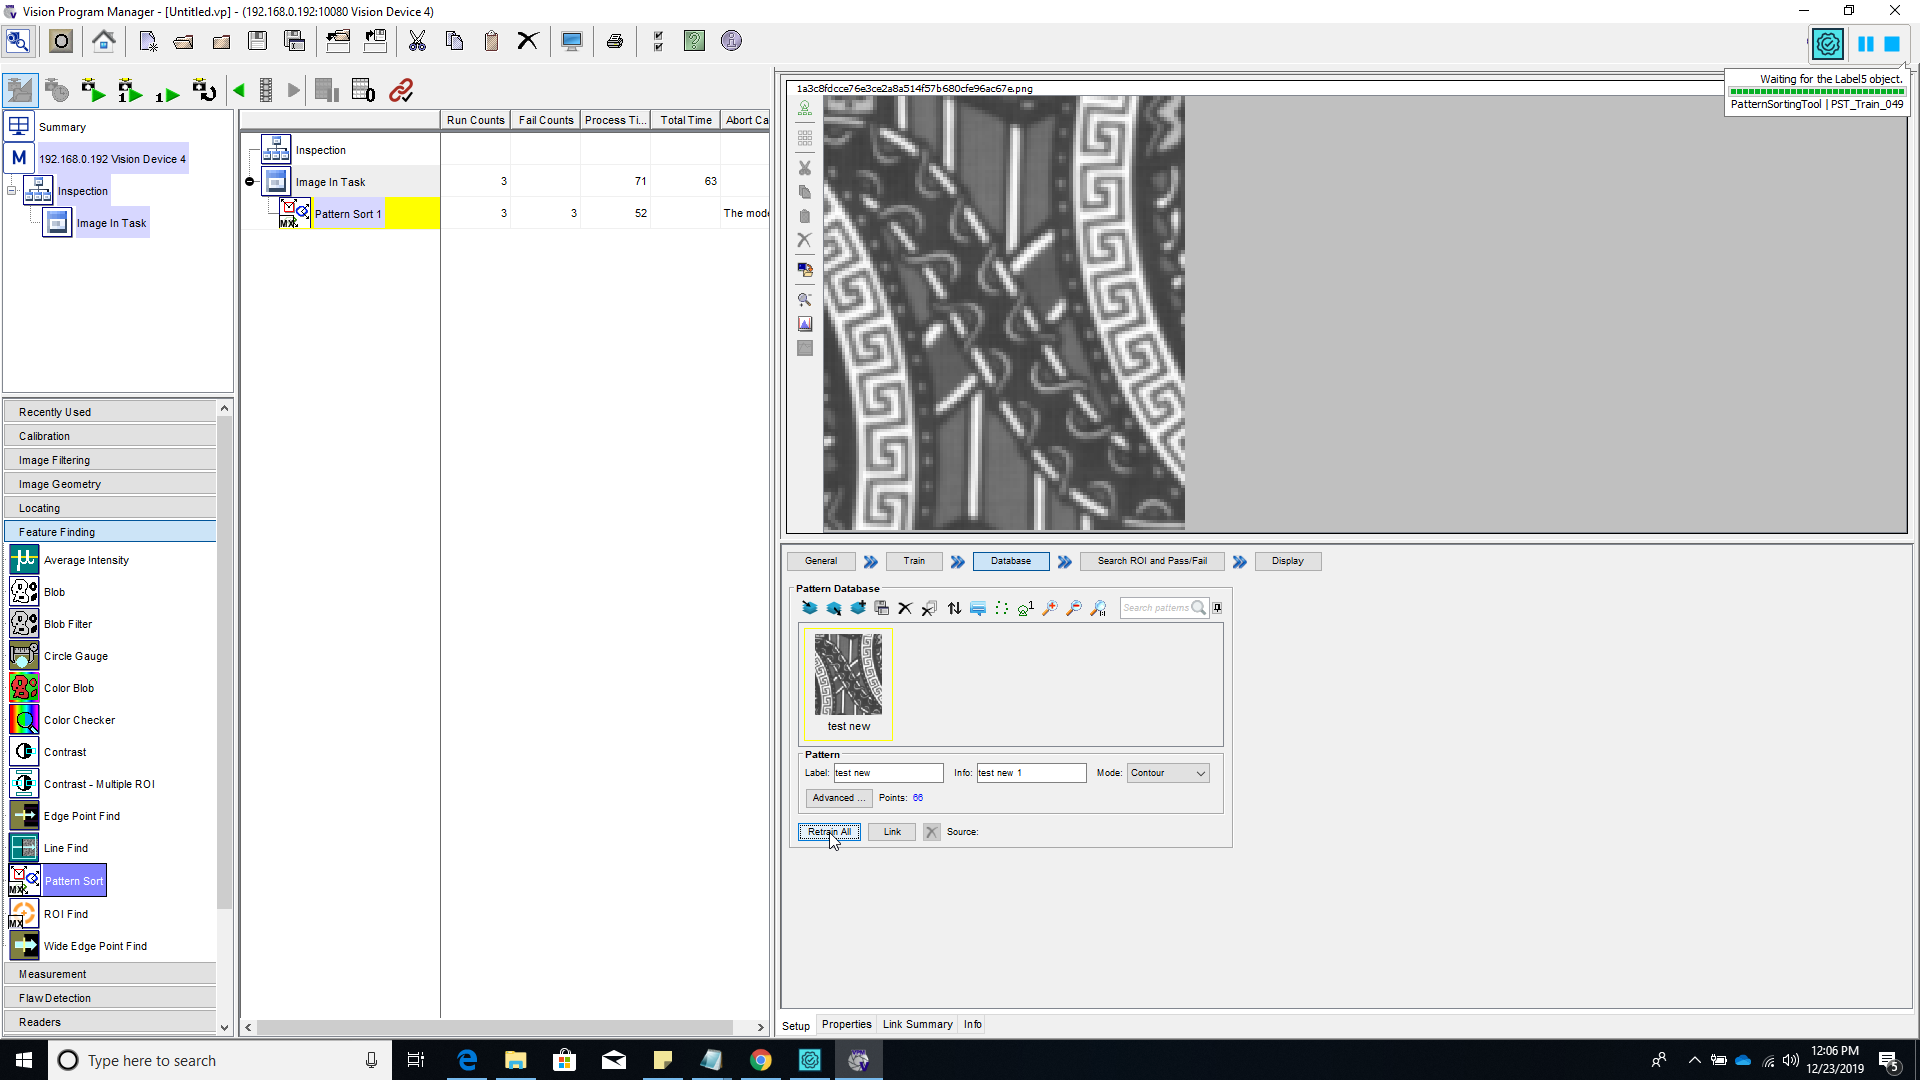 Vision Program Manager - [Untitled.vp] - (192.168.0.192:10080 Vision Device 4)
Waiting for the Label5 object.
PatternSortingTool | PST_Train_049
Summary
M
192.168.0.192 Vision Device 4
Inspection
Image In Task
Run Counts
Fail Counts
Process Ti...
Total Time
Abort Ca
Inspection
Image In Task
3
71
63
Pattern Sort 1
3
3
52
The mode
1a3c8fdcce76e3ce2a8a514f57b680cfe96ac67e.png
Recently Used
Calibration
Image Filtering
Image Geometry
Locating
Feature Finding
Average Intensity
Blob
Blob Filter
Circle Gauge
Color Blob
Color Checker
Contrast
Contrast - Multiple ROI
Edge Point Find
Line Find
Pattern Sort
ROI Find
Wide Edge Point Find
Measurement
Flaw Detection
Readers
General
Train
Database
Search ROI and Pass/Fail
Display
Pattern Database
Search patterns
test new
Pattern
Label: test new
Info: test new 1
Mode: Contour
Advanced ...
Points: 66
Retrain All
Link
Source:
Setup
Properties
Link Summary
Info
Type here to search
12:06 PM
12/23/2019
5